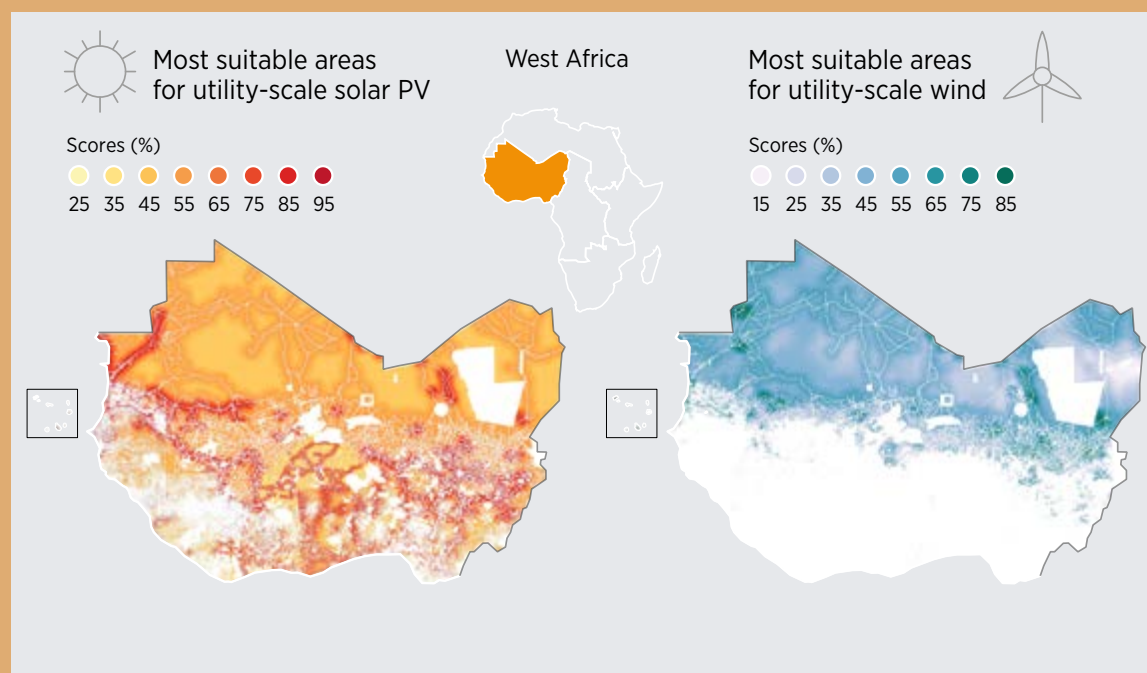 Most suitable areas
for utility-scale solar PV
Scores (%)
25 35 45 55 65 75 85 95
West Africa
Most suitable areas
for utility-scale wind
Scores (%)
15 25 35 45 55 65 75 85